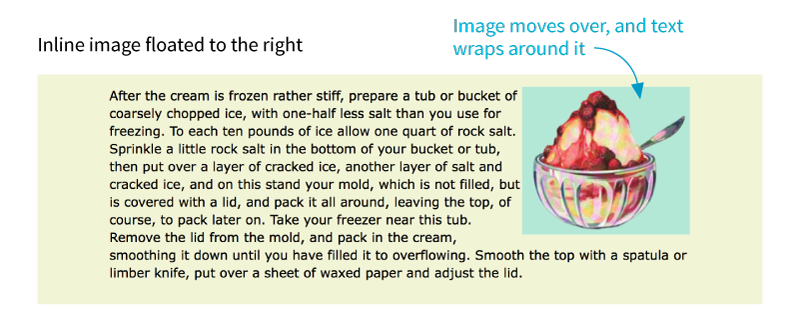 Inline image floated to the right
Image moves over, and text
wraps around it
After the cream is frozen rather stiff, prepare a tub or bucket of
coarsely chopped ice, with one-half less salt than you use for
freezing. To each ten pounds of ice allow one quart of rock salt.
Sprinkle a little rock salt in the bottom of your bucket or tub,
then put over a layer of cracked ice, another layer of salt and
cracked ice, and on this stand your mold, which is not filled, but
is covered with a lid, and pack it all around, leaving the top, of
course, to pack later on. Take your freezer near this tub.
Remove the lid from the mold, and pack in the cream,
smoothing it down until you have filled it to overflowing. Smooth the top with a spatula or
limber knife, put over a sheet of waxed paper and adjust the lid.